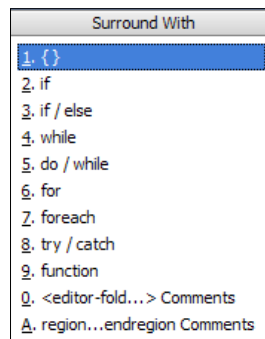 Surround With
1. {}
2. if
3. if / else
4. while
5. do / while
6. for
7. foreach
8. try / catch
9. function
0. <editor-fold...> Comments
A. region...endregion Comments